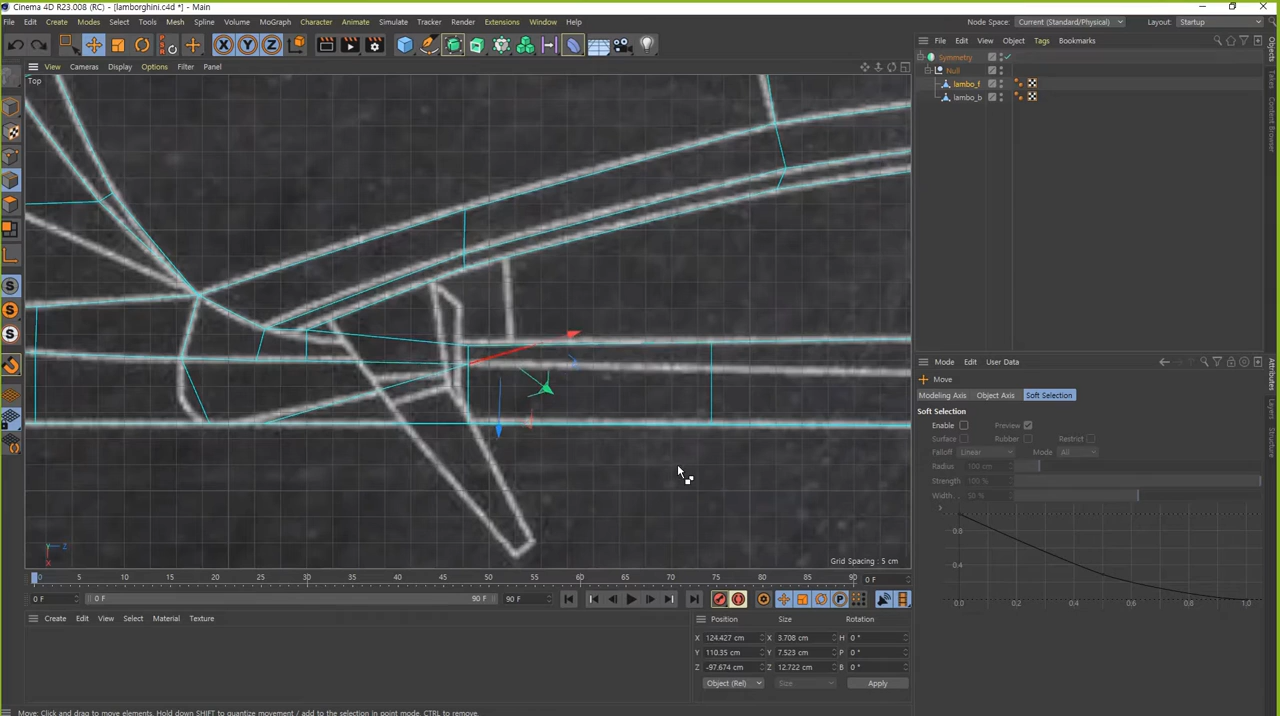 Cinema 4D R23.008 (RC) - [lamborghini.c4d *] - Main
File Edit Create Modes Select Tools Mesh Spline Volume MoGraph Character Animate Simulate Tracker Render Extensions Window Help
Node Space: Current (Standard/Physical) Layout: Startup
View Cameras Display Options Filter Panel
Top
Grid Spacing : 5 cm
0 5 10 15 20 25 30 35 40 45 50 55 60 65 70 75 80 85 90 0 F
0 F 0 F 90 F 90 F
Create Edit View Select Material Texture
Position Size Rotation
X 124.427 cm X 3.708 cm H 0 °
Y 110.35 cm Y 7.523 cm P 0 °
Z -97.674 cm Z 12.722 cm B 0 °
Object (Rel) Size Apply
File Edit View Object Tags Bookmarks
Symmetry
Null
lambo_f
lambo_b
Objects
Takes
Content Browser
Mode Edit User Data
Move
Modeling Axis Object Axis Soft Selection
Soft Selection
Enable Preview
Surface Rubber Restrict
Falloff Linear Mode All
Radius 100 cm
Strength 100 %
Width . . 50 %
0.8
0.4
0.0 0.2 0.4 0.6 0.8 1.0
Attributes
Layers
Structure
Move: Click and drag to move elements. Hold down SHIFT to quantize movement / add to the selection in point mode, CTRL to remove.